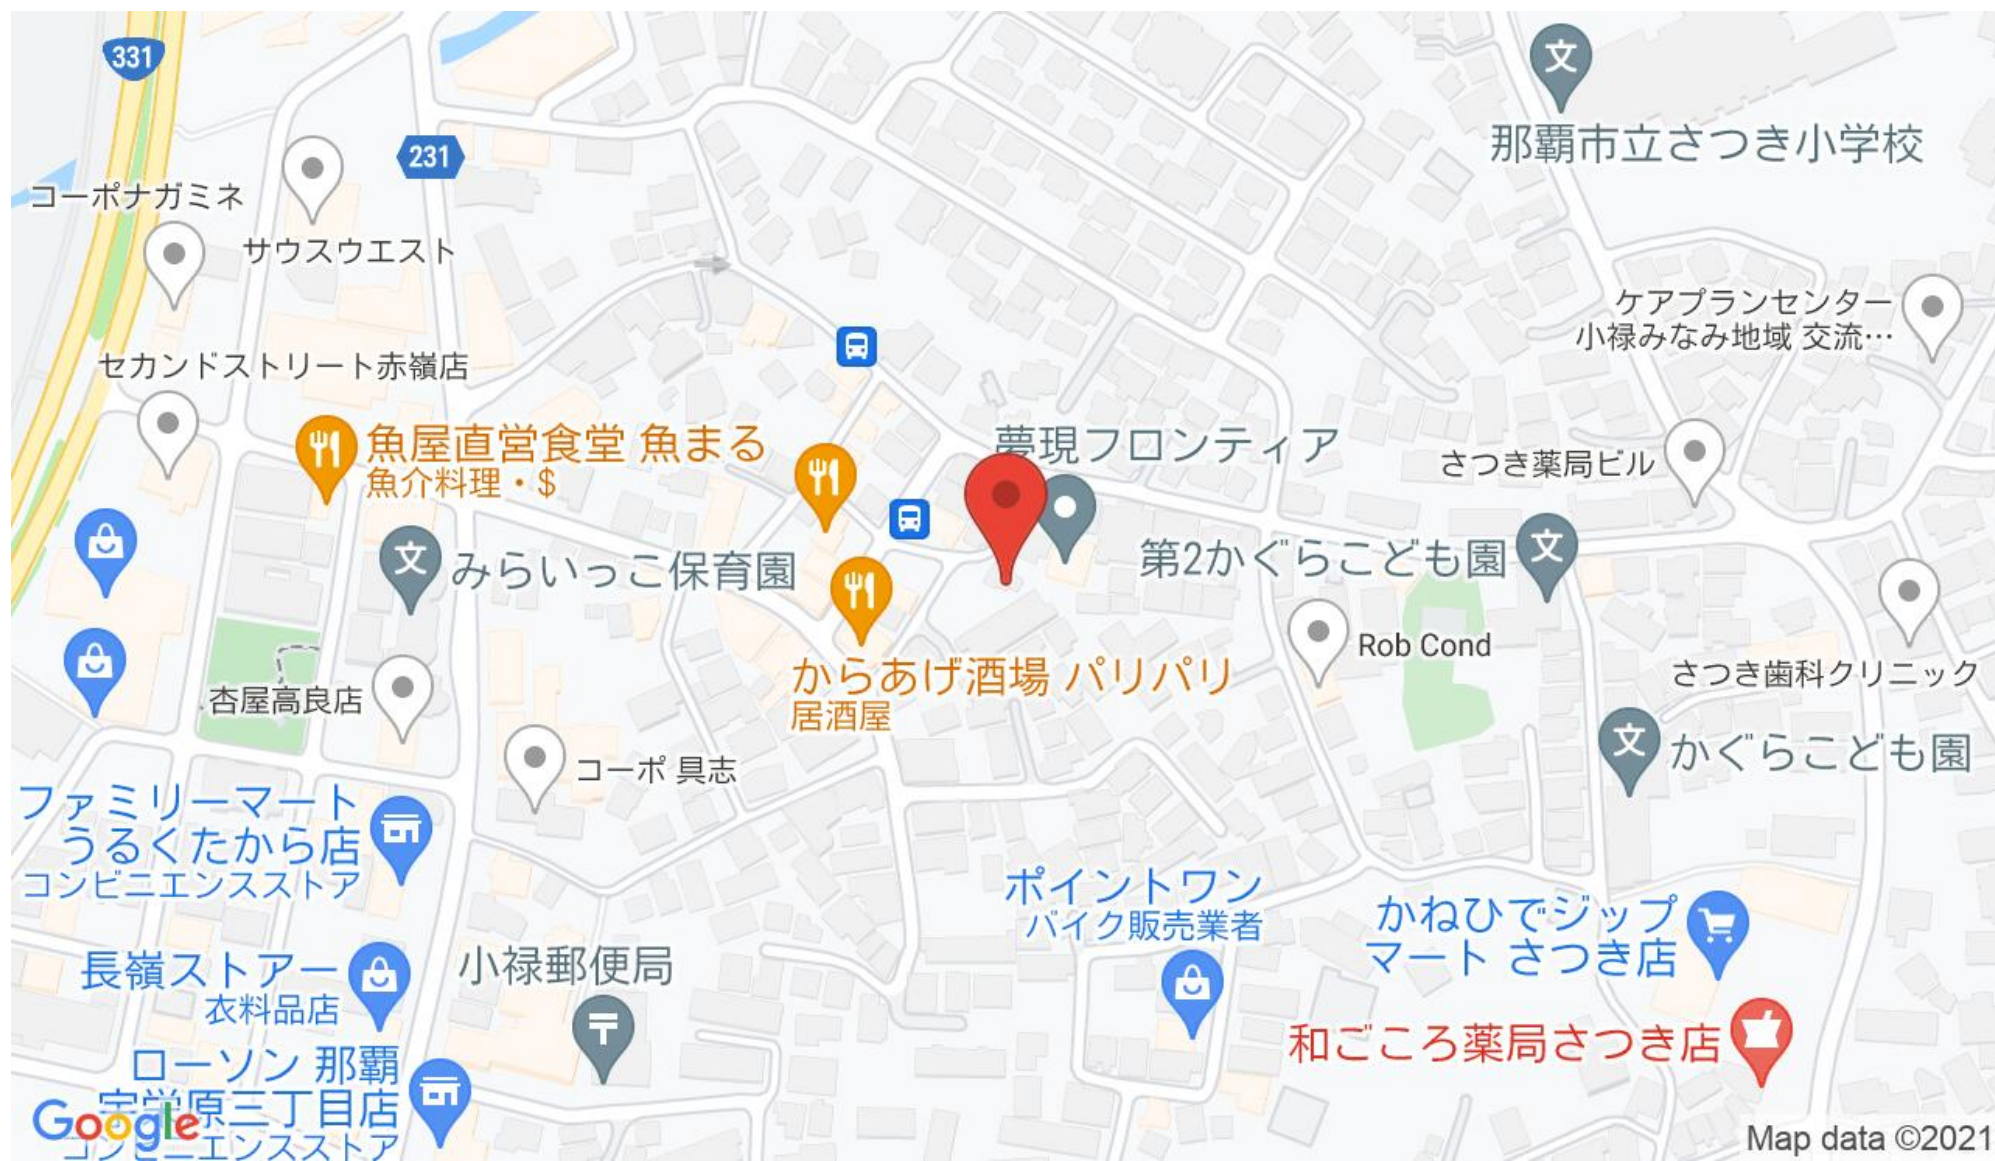 331
文
那覇市立さつき小学校
231
コーポナガミネ
サウスウエスト
ケアプランセンター
小禄みなみ地域 交流…
セカンドストリート赤嶺店
魚屋直営食堂 魚まる
魚介料理・$
夢現フロンティア
さつき薬局ビル
文
みらいっこ保育園
第2かぐらこども園
文
Rob Cond
からあげ酒場 パリパリ
居酒屋
さつき歯科クリニック
杏屋高良店
コーポ 具志
文
かぐらこども園
ファミリーマート
うるくたから店
コンビニエンスストア
ポイントワン
バイク販売業者
かねひでジップ
マート さつき店
長嶺ストアー
衣料品店
小禄郵便局
〒
和ごころ薬局さつき店
ローソン 那覇
宇栄原三丁目店
コンビニエンスストア
Google
Map data ©2021